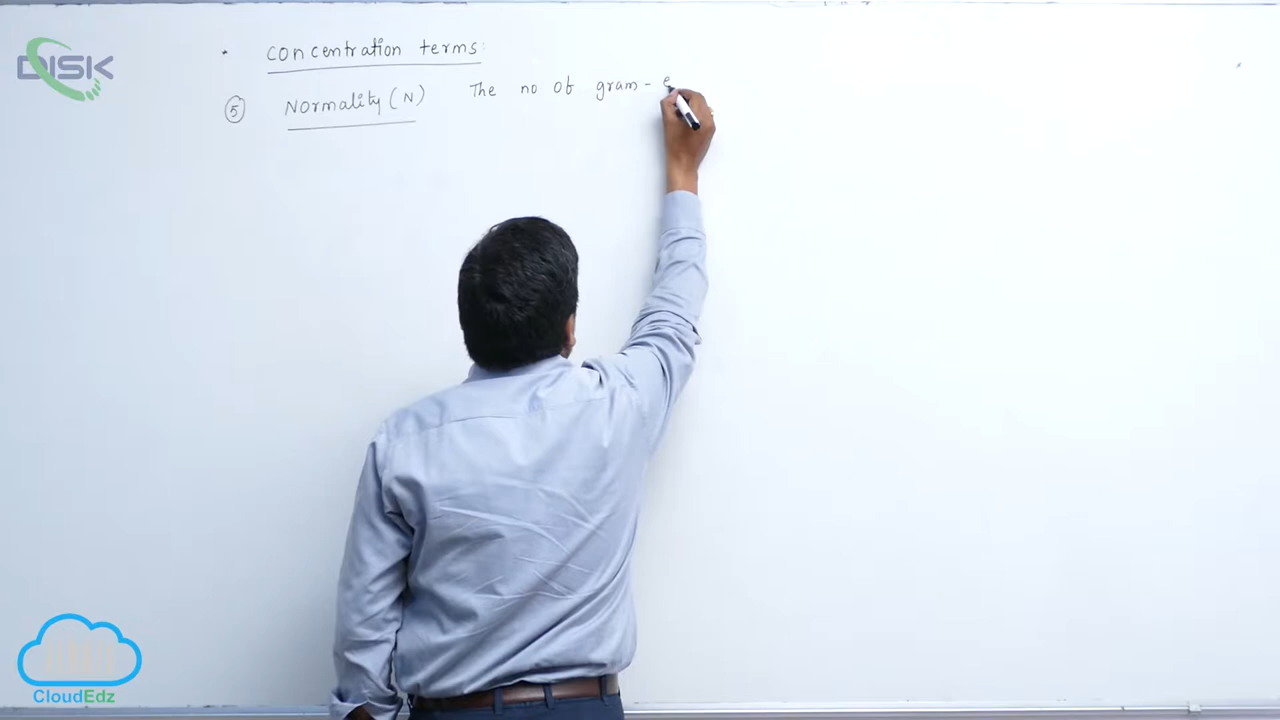 DISK
• Concentration terms:
⑤ Normality (N) The no of gram - e
CloudEdz